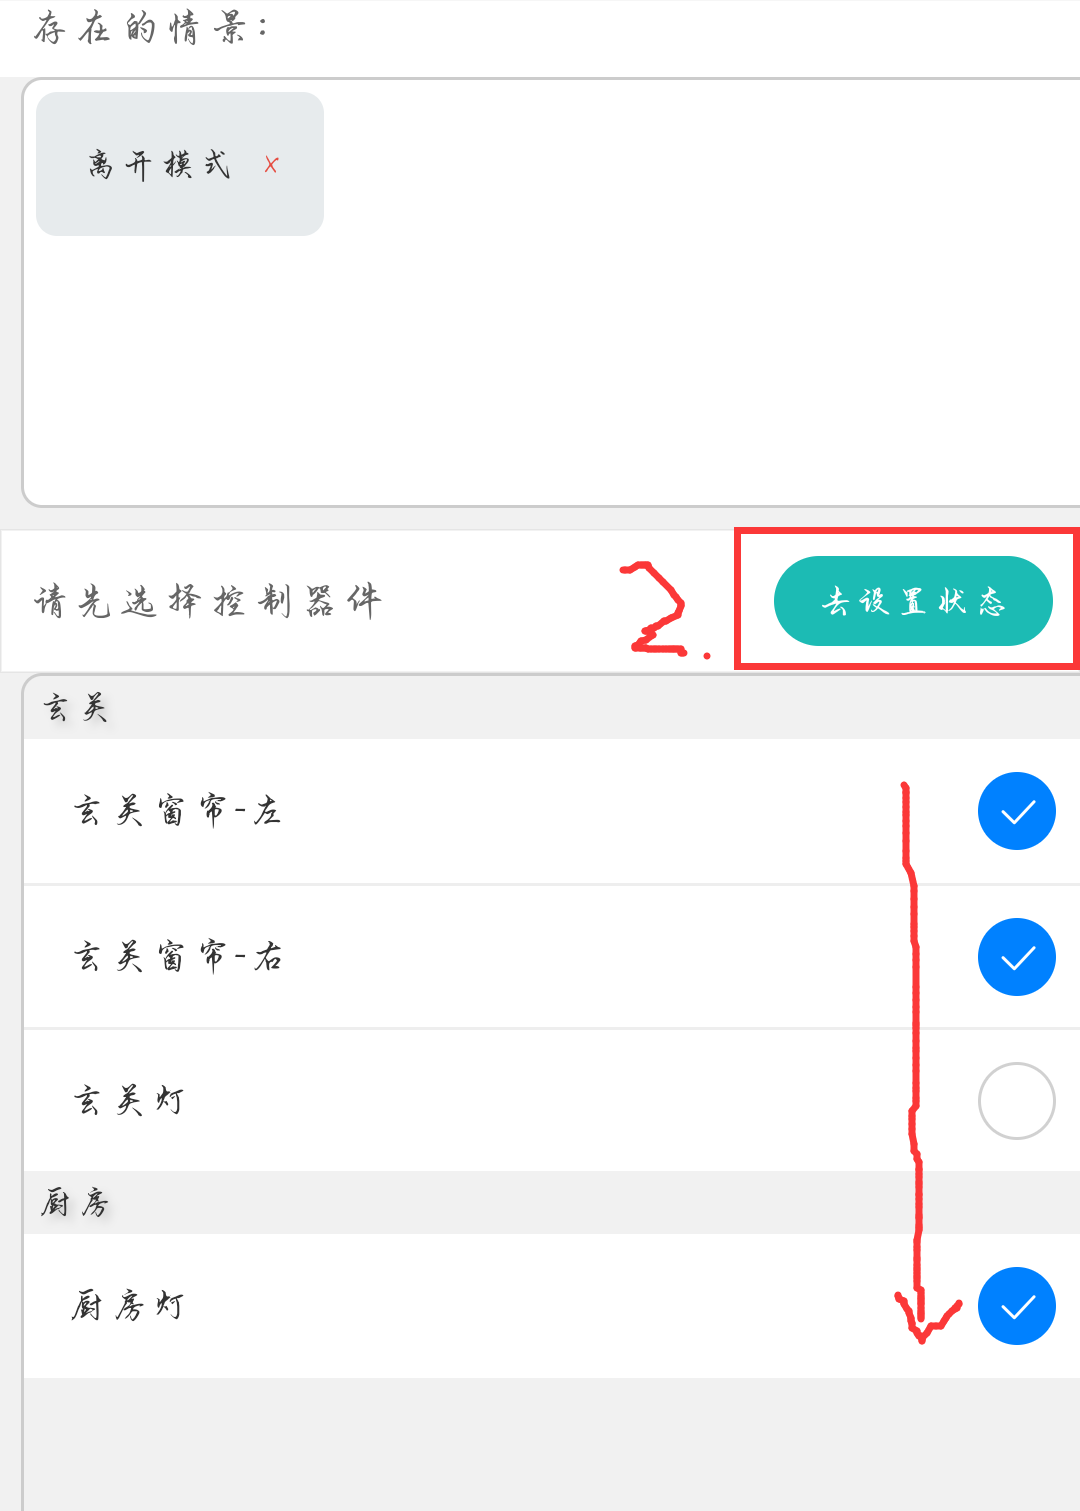 存在的情景:
离开模式 x
请先选择控制器件 2. 去设置状态
玄关
玄关窗帘-左
玄关窗帘-右
玄关灯
厨房
厨房灯